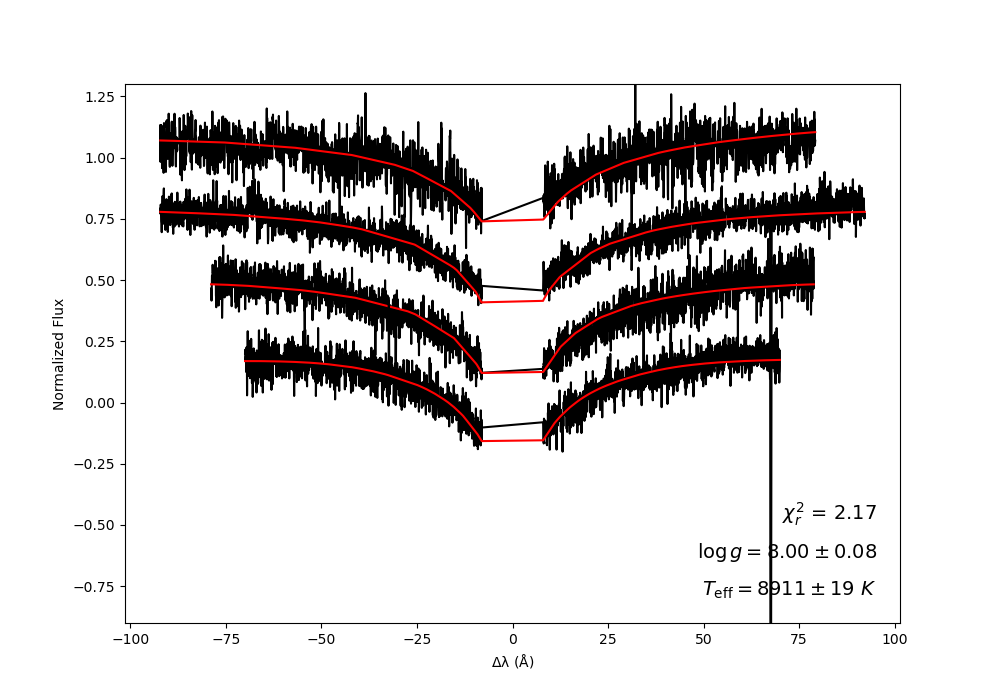 1.25
1.00
0.75
0.50
0.25
0.00
−0.25
−0.50
−0.75
Normalized Flux
χ²ᵣ = 2.17
log g = 8.00 ± 0.08
T_eff = 8911 ± 19 K
−100 −75 −50 −25 0 25 50 75 100
Δλ (Å)